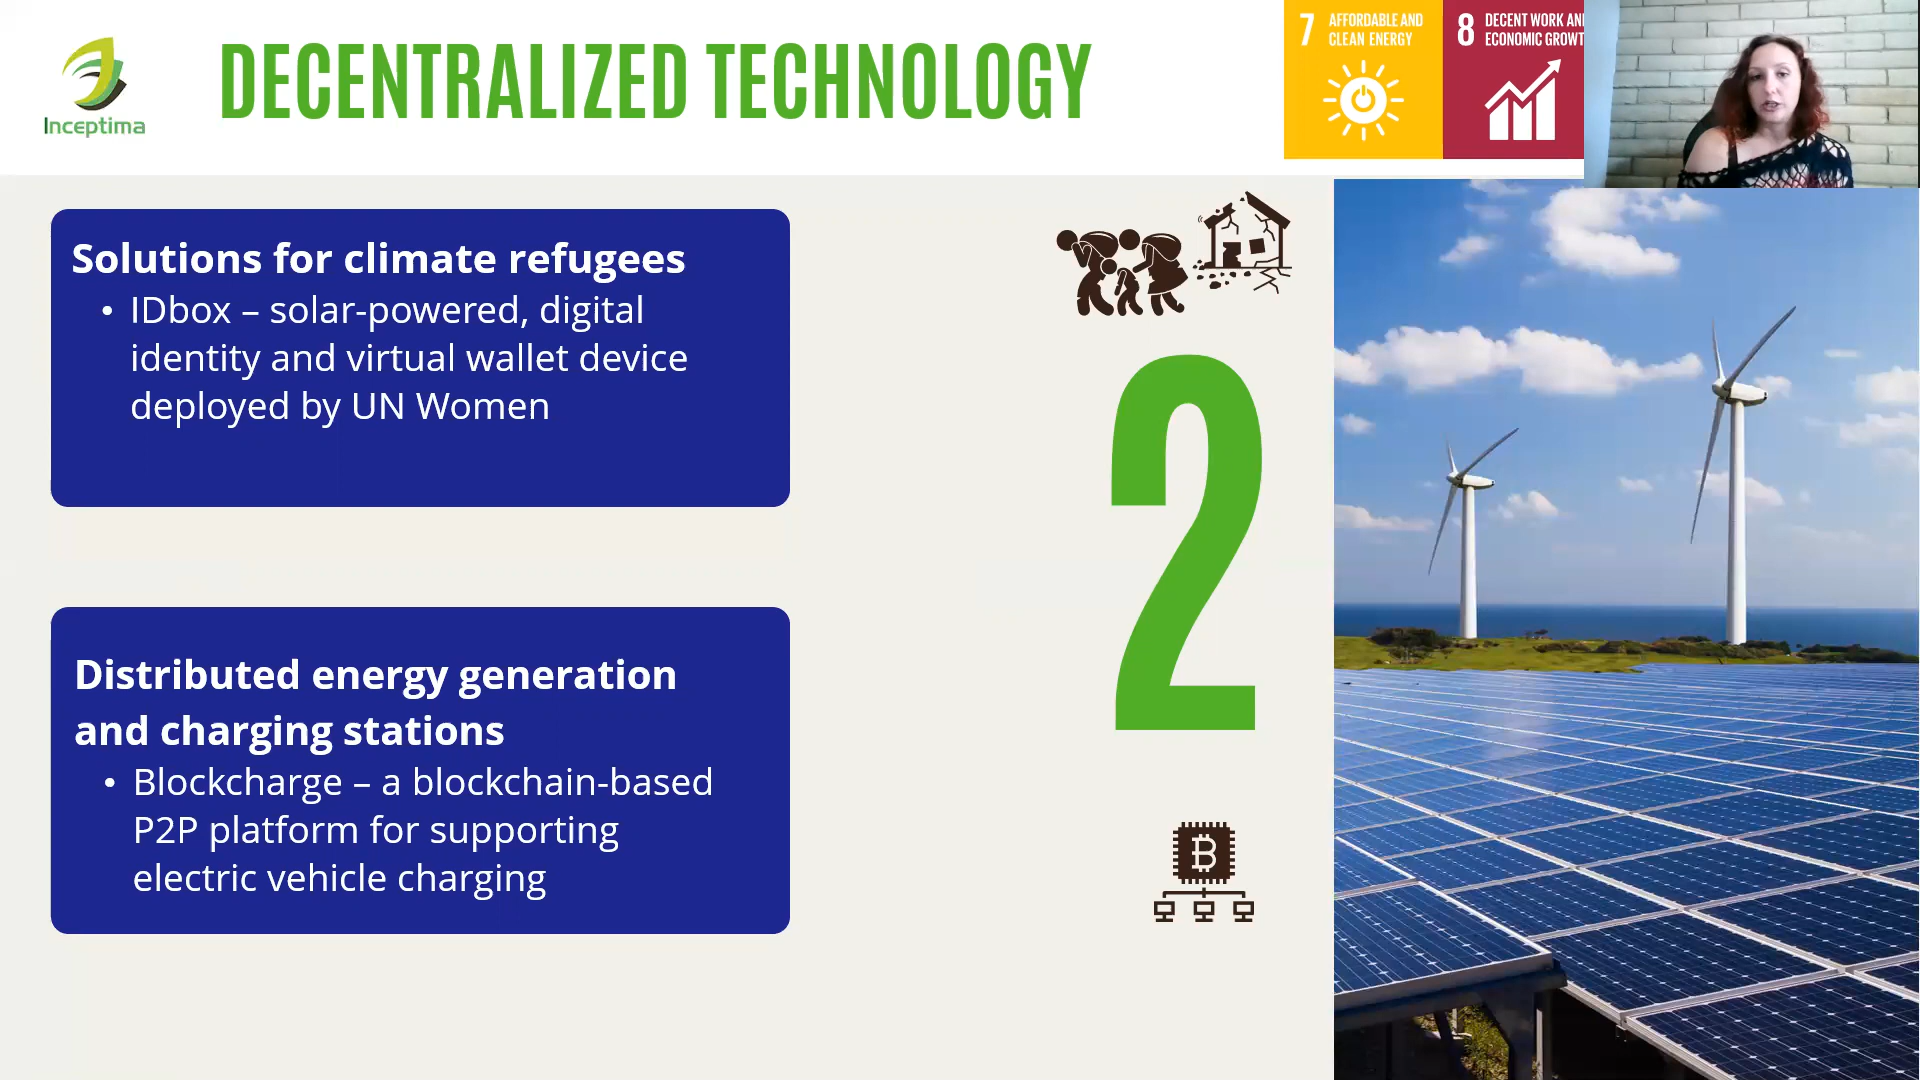 Inceptima
DECENTRALIZED TECHNOLOGY
7 AFFORDABLE AND
CLEAN ENERGY
8 DECENT WORK AN
ECONOMIC GROWT
Solutions for climate refugees
• IDbox – solar-powered, digital
identity and virtual wallet device
deployed by UN Women
2
Distributed energy generation
and charging stations
• Blockcharge – a blockchain-based
P2P platform for supporting
electric vehicle charging